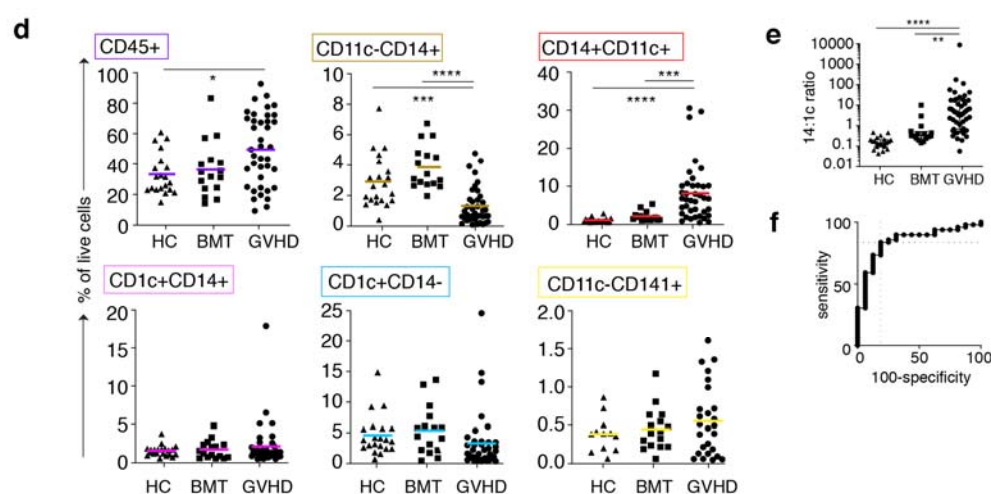 d
% of live cells
CD45+
*
100
80
60
40
20
0
HC BMT GVHD
CD11c-CD14+
****
***
10
8
6
4
2
0
HC BMT GVHD
CD14+CD11c+
***
****
40
30
20
10
0
HC BMT GVHD
CD1c+CD14+
20
15
10
5
0
HC BMT GVHD
CD1c+CD14-
25
20
15
10
5
0
HC BMT GVHD
CD11c-CD141+
2.0
1.5
1.0
0.5
0.0
HC BMT GVHD
e
****
**
14:1c ratio
10000
1000
100
10
1
0.1
0.01
HC BMT GVHD
f
sensitivity
100
50
0
0 50 100
100-specificity